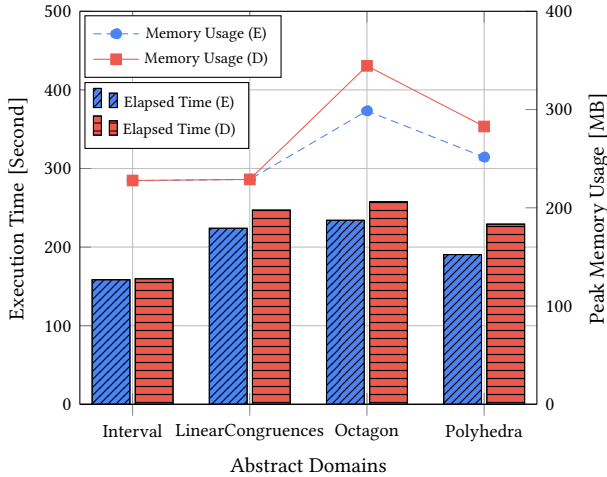 Execution Time [Second]
500
400
300
200
100
0
Memory Usage (E)
Memory Usage (D)
Elapsed Time (E)
Elapsed Time (D)
400
300
200
100
0
Peak Memory Usage [MB]
Interval LinearCongruences Octagon Polyhedra
Abstract Domains